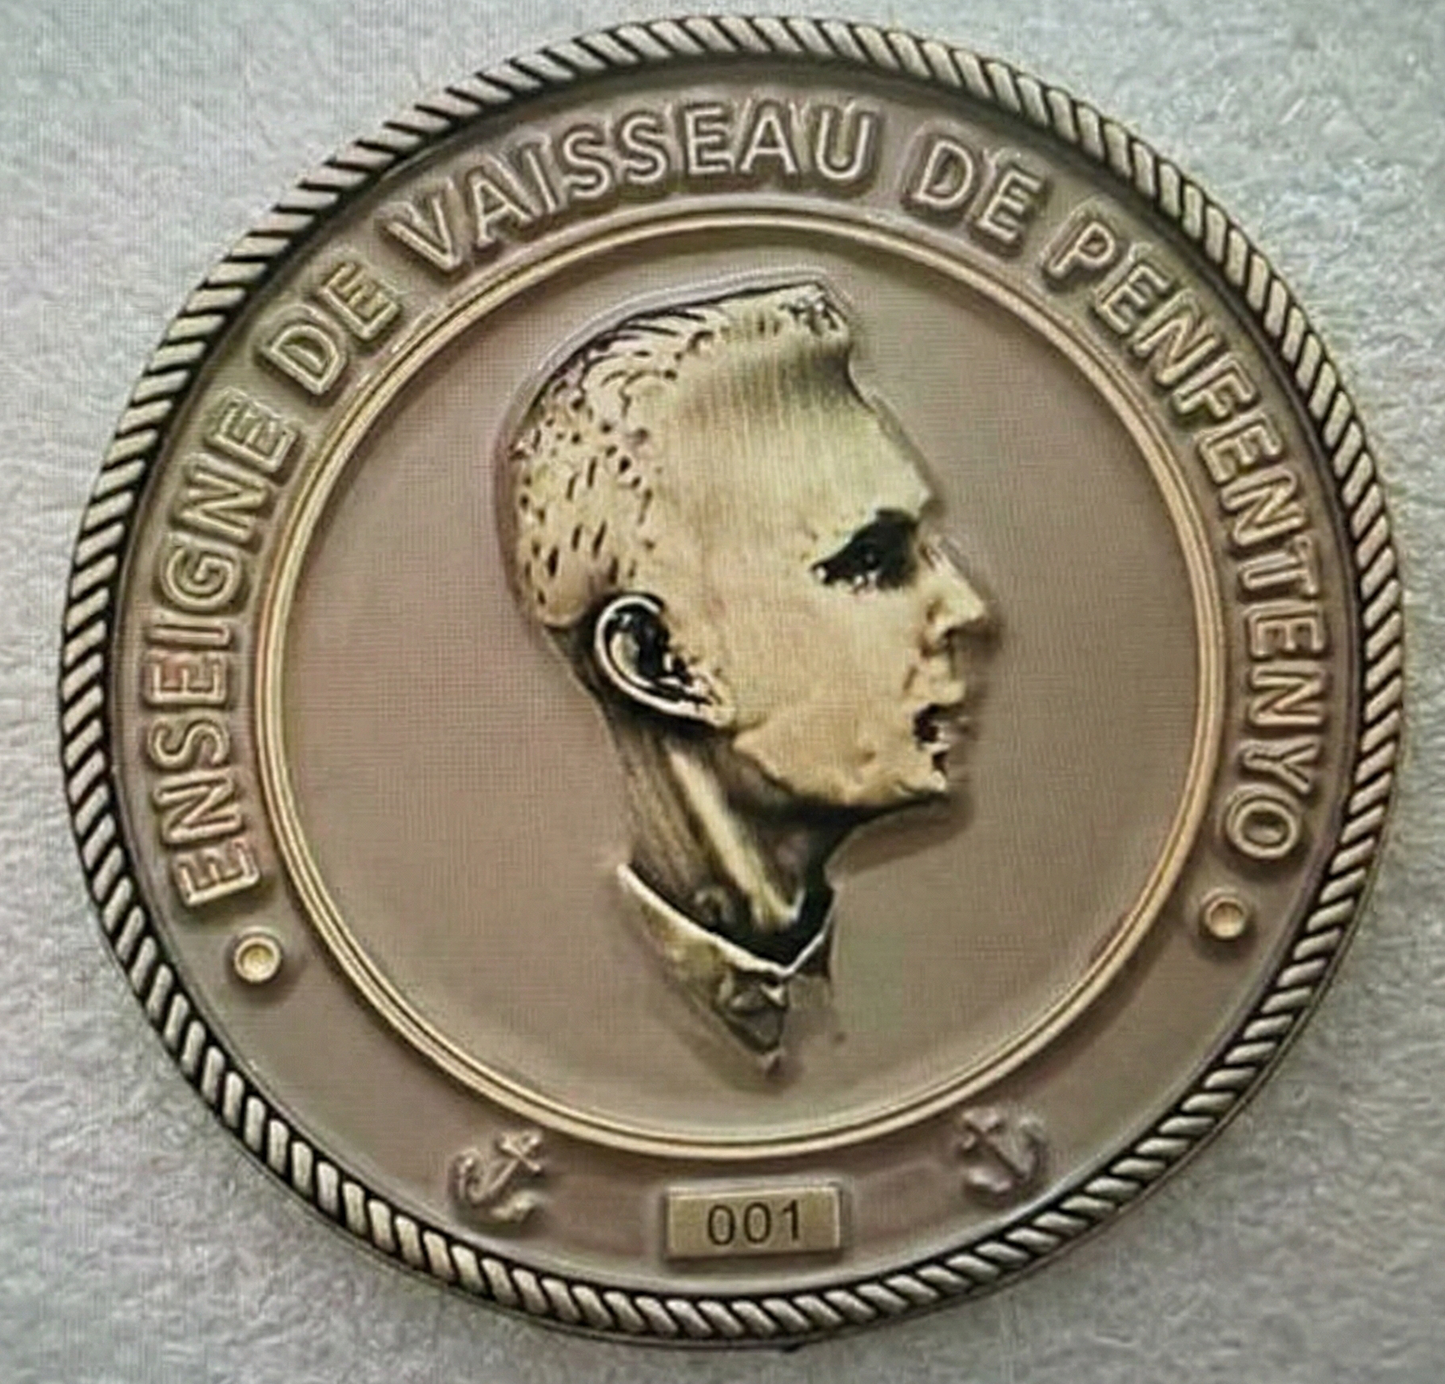 ENSEIGNE DE VAISSEAU DE PENFENTENYO
001